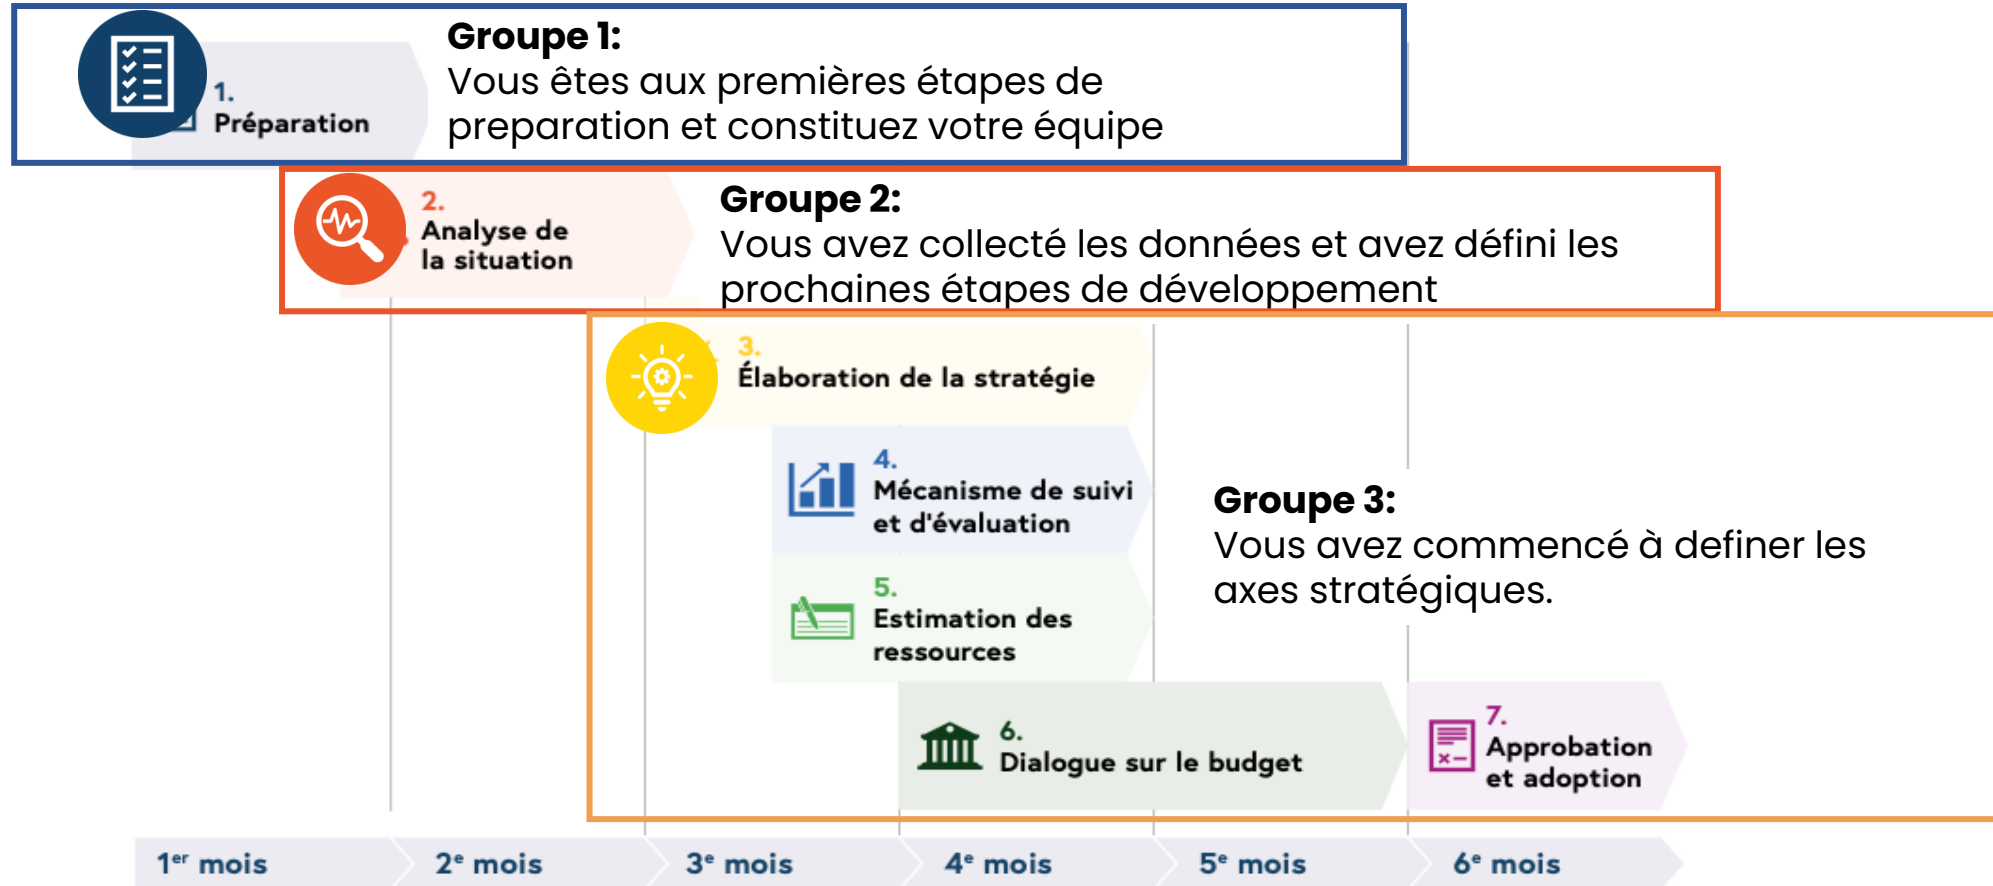 1.
Préparation
Groupe 1:
Vous êtes aux premières étapes de
preparation et constituez votre équipe
2.
Analyse de
la situation
Groupe 2:
Vous avez collecté les données et avez défini les
prochaines étapes de développement
3.
Élaboration de la stratégie
4.
Mécanisme de suivi
et d'évaluation
5.
Estimation des
ressources
Groupe 3:
Vous avez commencé à definer les
axes stratégiques.
6.
Dialogue sur le budget
7.
Approbation
et adoption
1er mois
2e mois
3e mois
4e mois
5e mois
6e mois